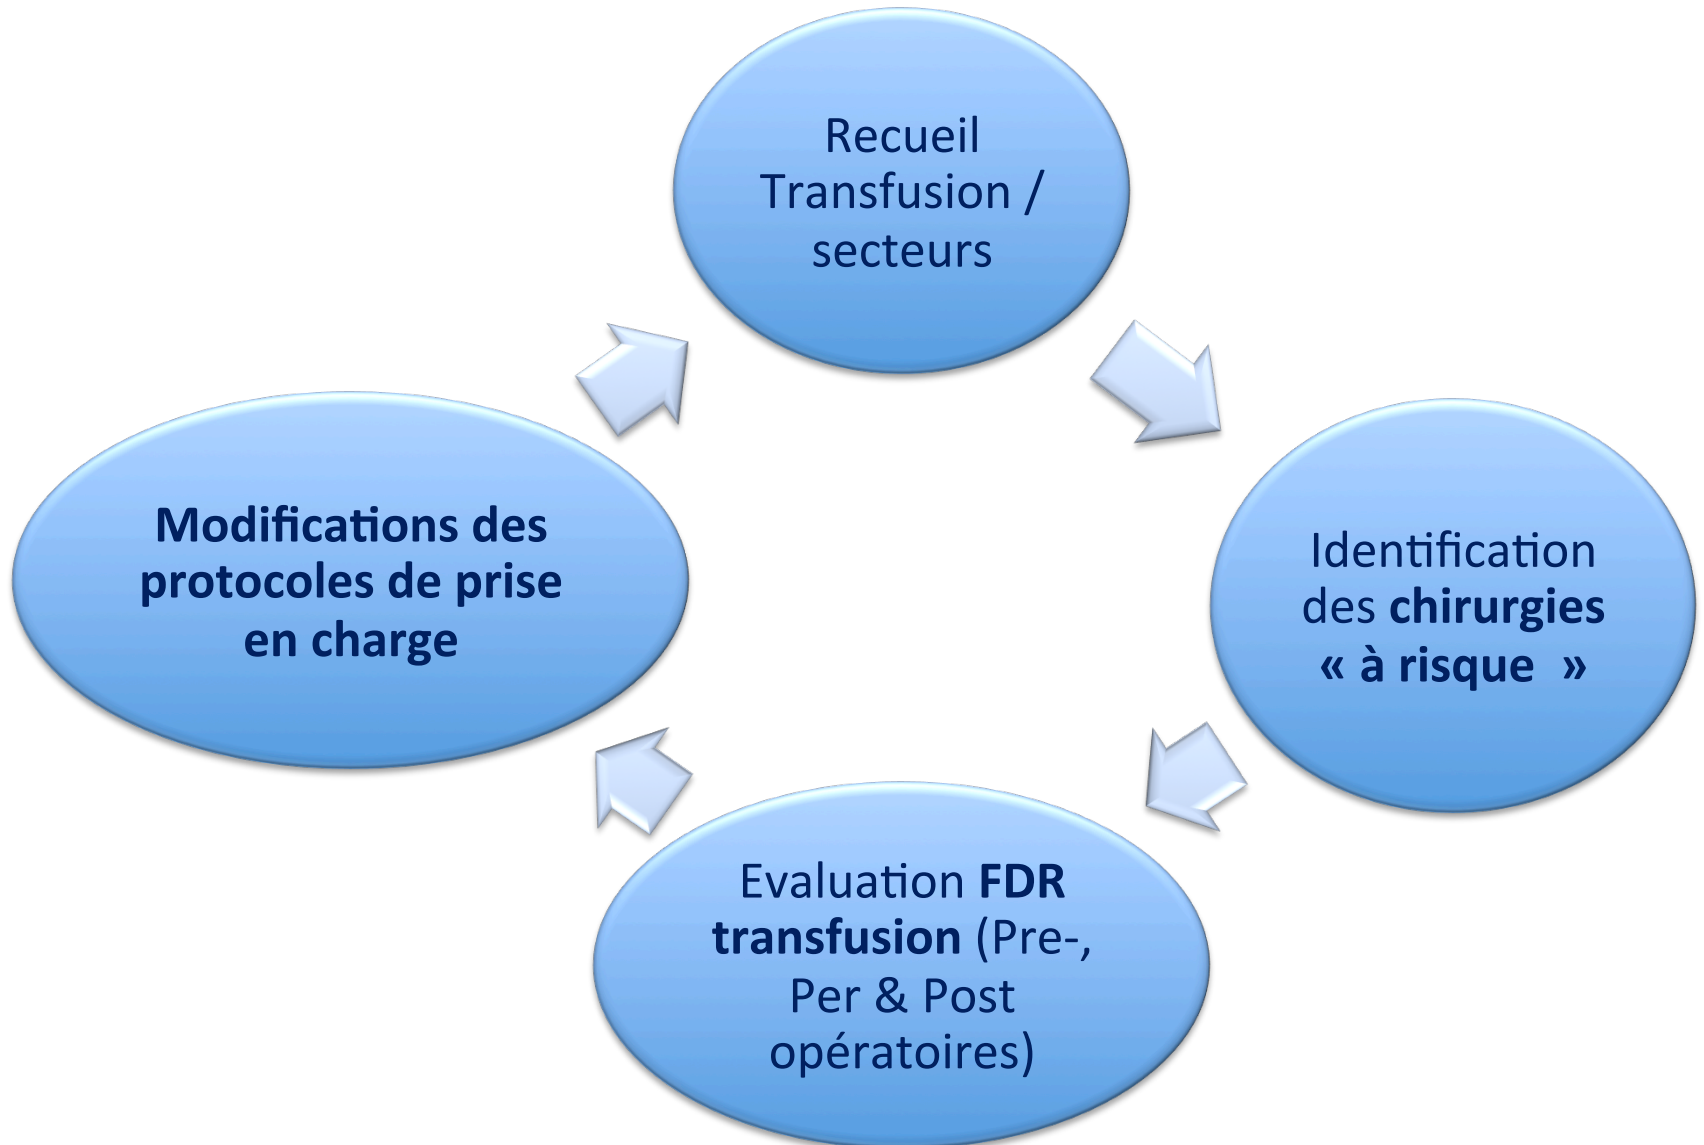 Recueil
Transfusion /
secteurs
Identification
des chirurgies
« à risque  »
Evaluation FDR
transfusion (Pre-,
Per & Post
opératoires)
Modifications des
protocoles de prise
en charge